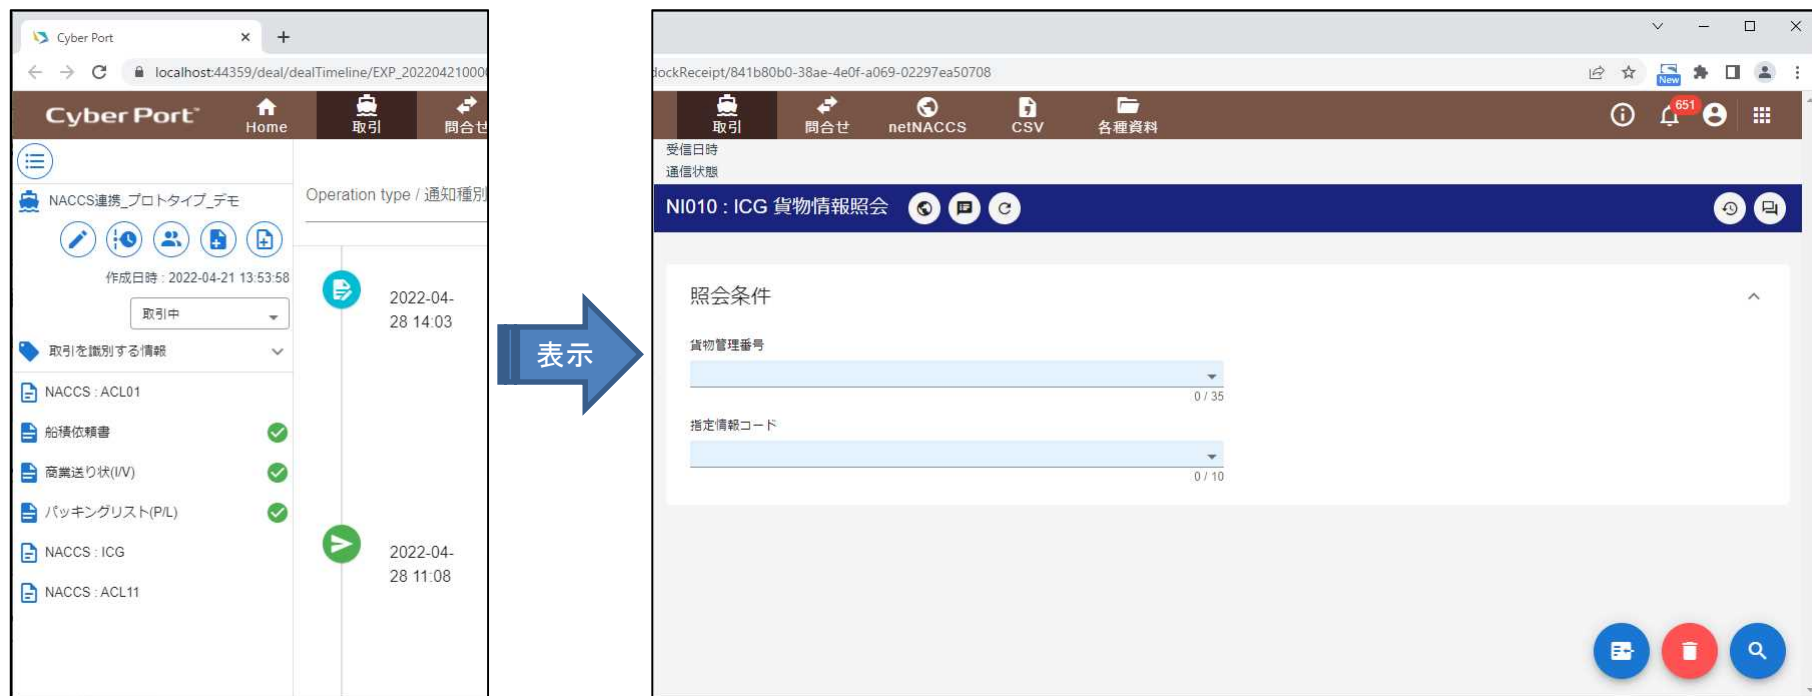 Cyber Port
localhost:44359/deal/dealTimeline/EXP_2022042100
Cyber Port
Home
取引
問合せ
NACCS連携_プロトタイプ_デモ
作成日時 : 2022-04-21 13:53:58
取引中
取引を識別する情報
NACCS : ACL01
船積依頼書
商業送り状(I/V)
パッキングリスト(P/L)
NACCS : ICG
NACCS : ACL11
Operation type / 通知種別
2022-04-
28 14:03
2022-04-
28 11:08
表示
dockReceipt/841b80b0-38ae-4e0f-a069-02297ea50708
New
取引
問合せ
netNACCS
CSV
各種資料
651
受信日時
通信状態
NI010 : ICG 貨物情報照会
照会条件
貨物管理番号
0 / 35
指定情報コード
0 / 10